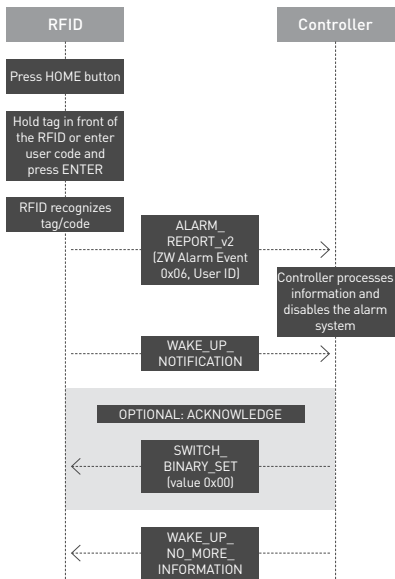 RFID
Controller
Press HOME button
Hold tag in front of
the RFID or enter
user code and
press ENTER
RFID recognizes
tag/code
ALARM_
REPORT_v2
(ZW Alarm Event
0x06, User ID)
Controller processes
information and
disables the alarm
system
WAKE_UP_
NOTIFICATION
OPTIONAL: ACKNOWLEDGE
SWITCH_
BINARY_SET
(value 0x00)
WAKE_UP_
NO_MORE_
INFORMATION